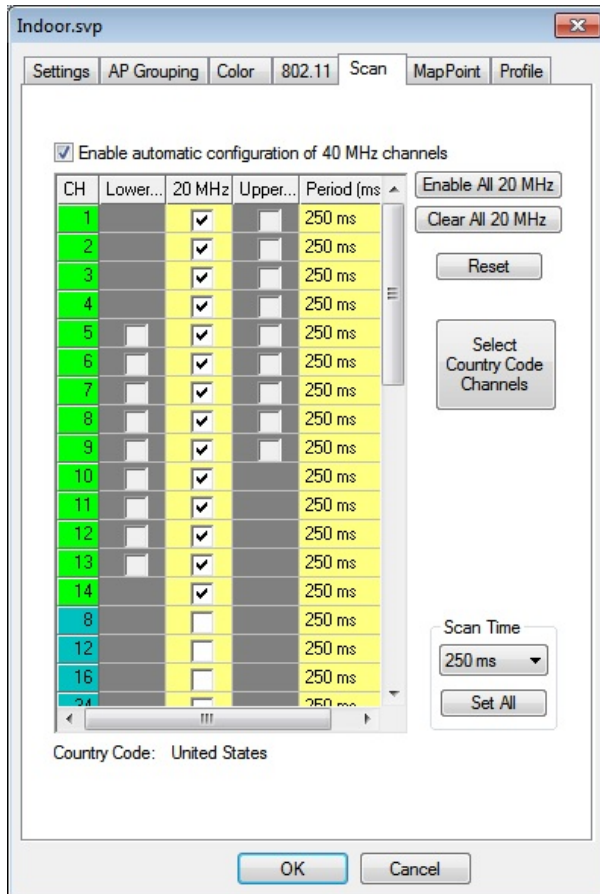 Indoor.svp
Settings AP Grouping Color 802.11 Scan MapPoint Profile
Enable automatic configuration of 40 MHz channels
CH Lower... 20 MHz Upper... Period (ms
Enable All 20 MHz
1 250 ms
Clear All 20 MHz
2 250 ms
3 250 ms
Reset
4 250 ms
5 250 ms
6 250 ms
7 250 ms
Select
Country Code
Channels
8 250 ms
9 250 ms
10 250 ms
11 250 ms
12 250 ms
13 250 ms
14 250 ms
8 250 ms
12 250 ms
16 250 ms
24 250 ms
Scan Time
250 ms
Set All
Country Code: United States
OK Cancel